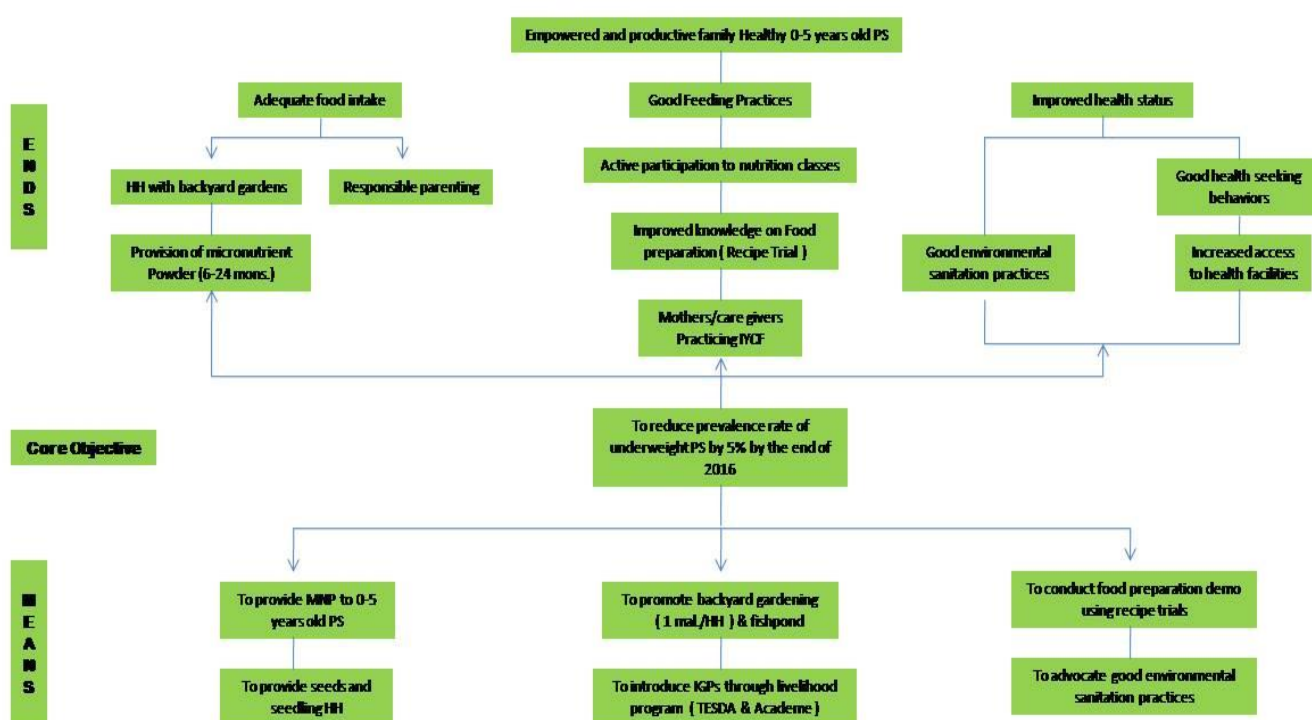 Empowered and productive family Healthy 0-5 years old PS
Adequate food intake
Good Feeding Practices
Improved health status
ENDS
HH with backyard gardens
Responsible parenting
Active participation to nutrition classes
Good health seeking
behaviors
Provision of micronutrient
Powder (6-24 mons.)
Improved knowledge on Food
preparation ( Recipe Trial )
Good environmental
sanitation practices
Increased access
to health facilities
Mothers/care givers
Practicing IYCF
Core Objective
To reduce prevalence rate of
underweight PS by 5% by the end of
2016
MEANS
To provide MNP to 0-5
years old PS
To promote backyard gardening
( 1 mal./HH ) & fishpond
To conduct food preparation demo
using recipe trials
To provide seeds and
seedling HH
To introduce IGPs through livelihood
program ( TESDA & Academe )
To advocate good environmental
sanitation practices